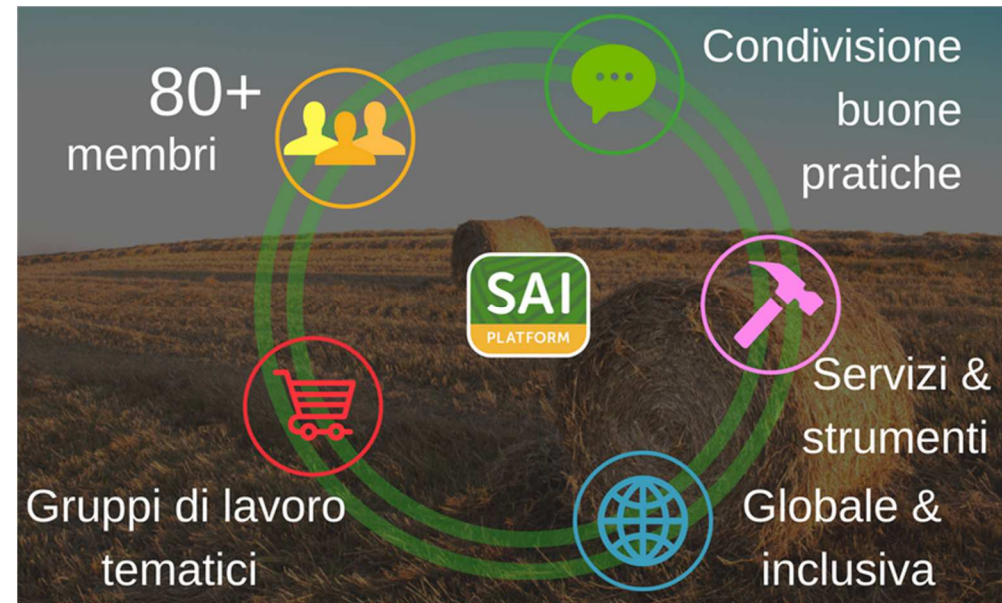 80+
membri
Condivisione
buone
pratiche
SAI
PLATFORM
Servizi &
strumenti
Gruppi di lavoro
tematici
Globale &
inclusiva